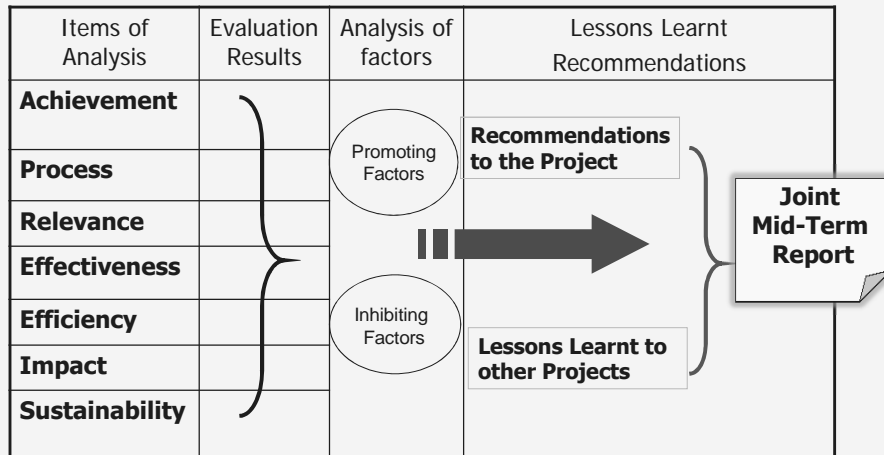 Items of
Analysis
Evaluation
Results
Analysis of
factors
Lessons Learnt
Recommendations
Achievement
Process
Relevance
Effectiveness
Efficiency
Impact
Sustainability
Promoting
Factors
Inhibiting
Factors
Recommendations
to the Project
Lessons Learnt to
other Projects
Joint
Mid-Term
Report